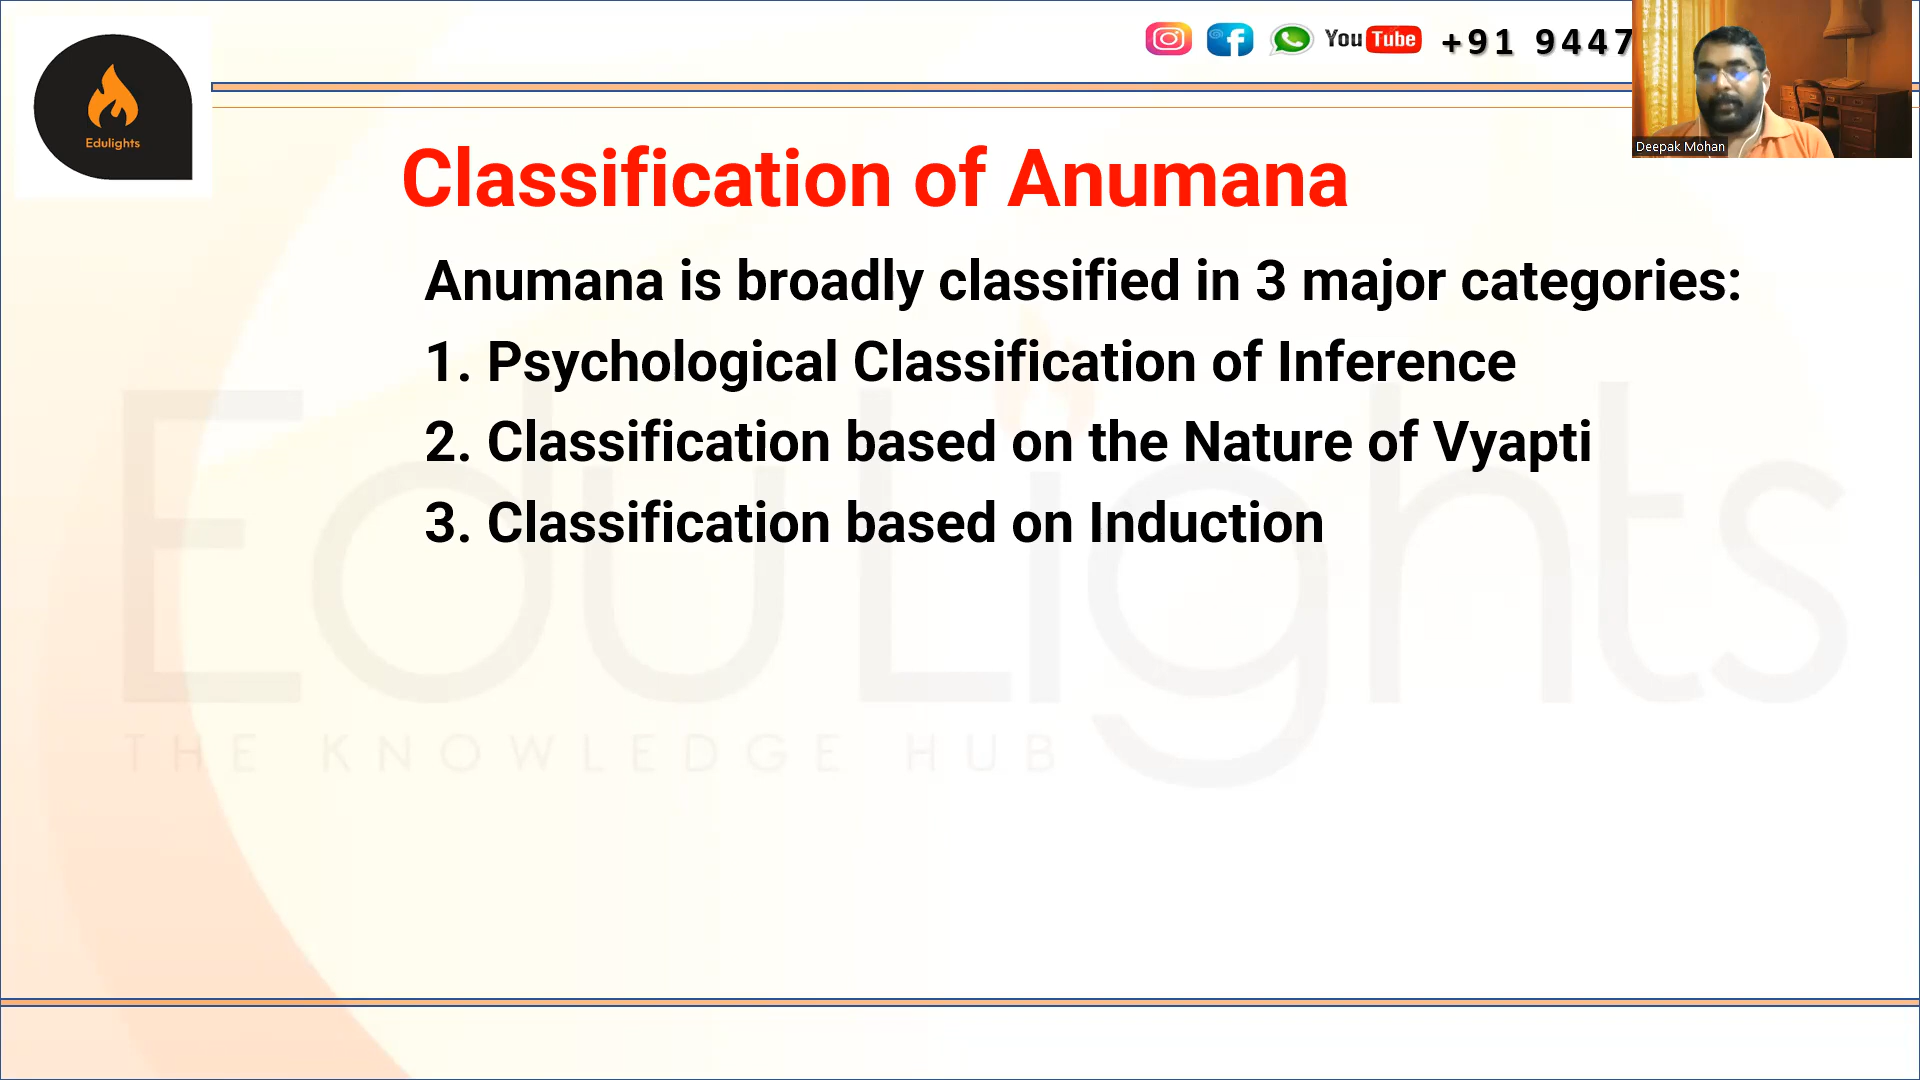 You Tube +91 9447
Edulights
Deepak Mohan
Classification of Anumana
Anumana is broadly classified in 3 major categories:
1. Psychological Classification of Inference
2. Classification based on the Nature of Vyapti
3. Classification based on Induction
EduLights
THE KNOWLEDGE HUB